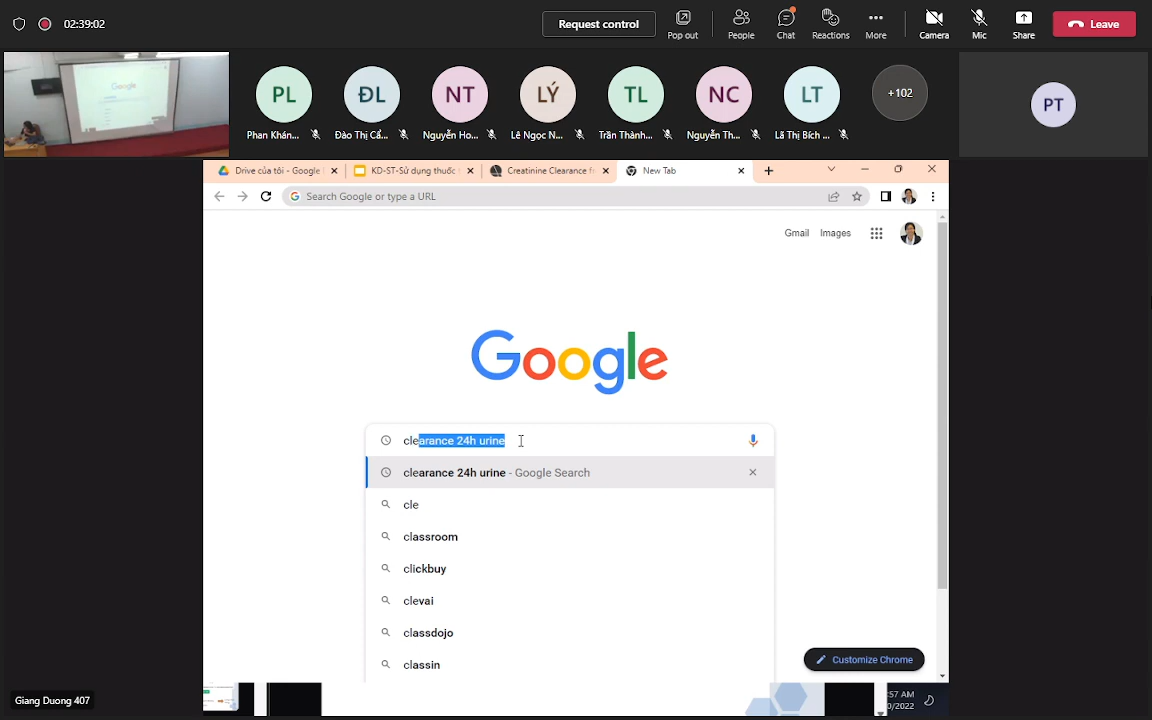 02:39:02
Request control
Pop out
People
Chat
Reactions
More
Camera
Mic
Share
Leave
PL
ĐL
NT
LÝ
TL
NC
LT
+102
PT
Phan Khán...
Đào Thị Cẩ...
Nguyễn Ho...
Lê Ngọc N...
Trần Thành...
Nguyễn Th...
Lã Thị Bích ...
Drive của tôi - Google
KD-ST-Sử dụng thuốc
Creatinine Clearance fr
New Tab
Search Google or type a URL
Gmail
Images
Google
clearance 24h urine
clearance 24h urine - Google Search
cle
classroom
clickbuy
clevai
classdojo
classin
Customize Chrome
Giang Duong 407
:57 AM
0/2022